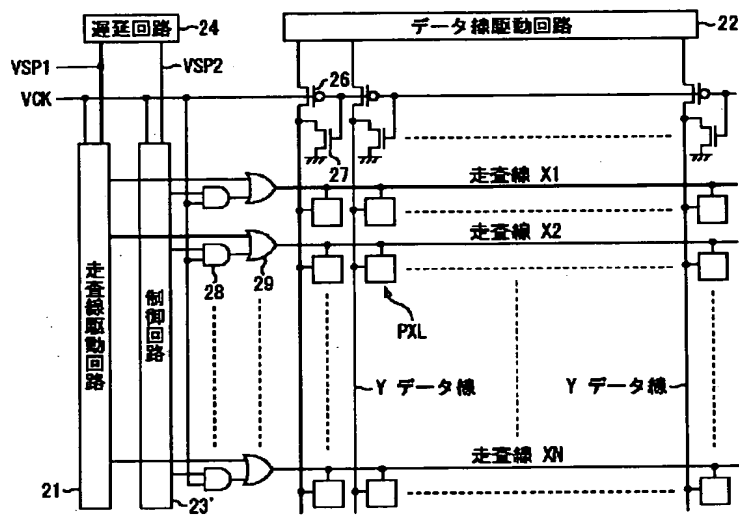 遅延回路
24
データ線駆動回路
22
VSP1
VSP2
26
VCK
27
走査線 X1
走査線 X2
28
29
走査線駆動回路
制御回路
PXL
Y データ線
Y データ線
走査線 XN
21
23'